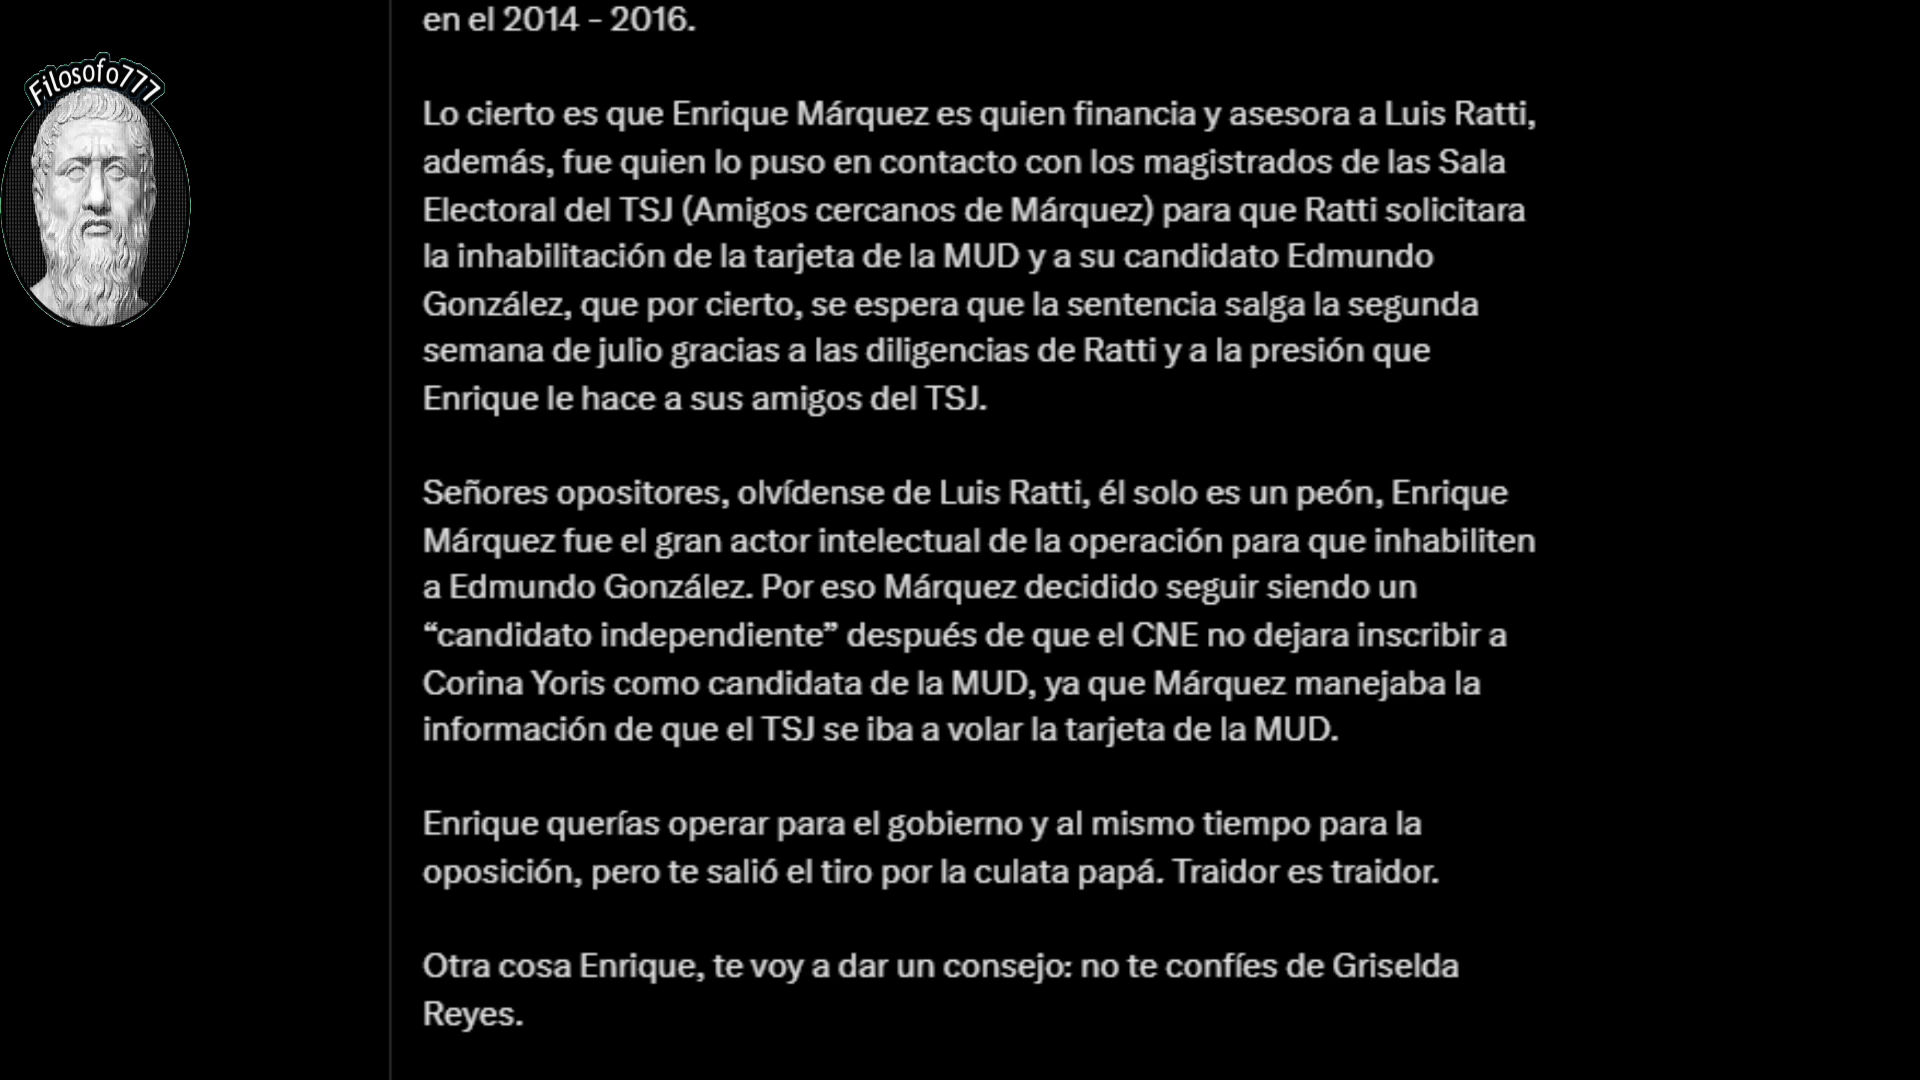 Filosofo777
en el 2014 - 2016.
Lo cierto es que Enrique Márquez es quien financia y asesora a Luis Ratti,
además, fue quien lo puso en contacto con los magistrados de las Sala
Electoral del TSJ (Amigos cercanos de Márquez) para que Ratti solicitara
la inhabilitación de la tarjeta de la MUD y a su candidato Edmundo
González, que por cierto, se espera que la sentencia salga la segunda
semana de julio gracias a las diligencias de Ratti y a la presión que
Enrique le hace a sus amigos del TSJ.
Señores opositores, olvídense de Luis Ratti, él solo es un peón, Enrique
Márquez fue el gran actor intelectual de la operación para que inhabiliten
a Edmundo González. Por eso Márquez decidido seguir siendo un
“candidato independiente” después de que el CNE no dejara inscribir a
Corina Yoris como candidata de la MUD, ya que Márquez manejaba la
información de que el TSJ se iba a volar la tarjeta de la MUD.
Enrique querías operar para el gobierno y al mismo tiempo para la
oposición, pero te salió el tiro por la culata papá. Traidor es traidor.
Otra cosa Enrique, te voy a dar un consejo: no te confíes de Griselda
Reyes.